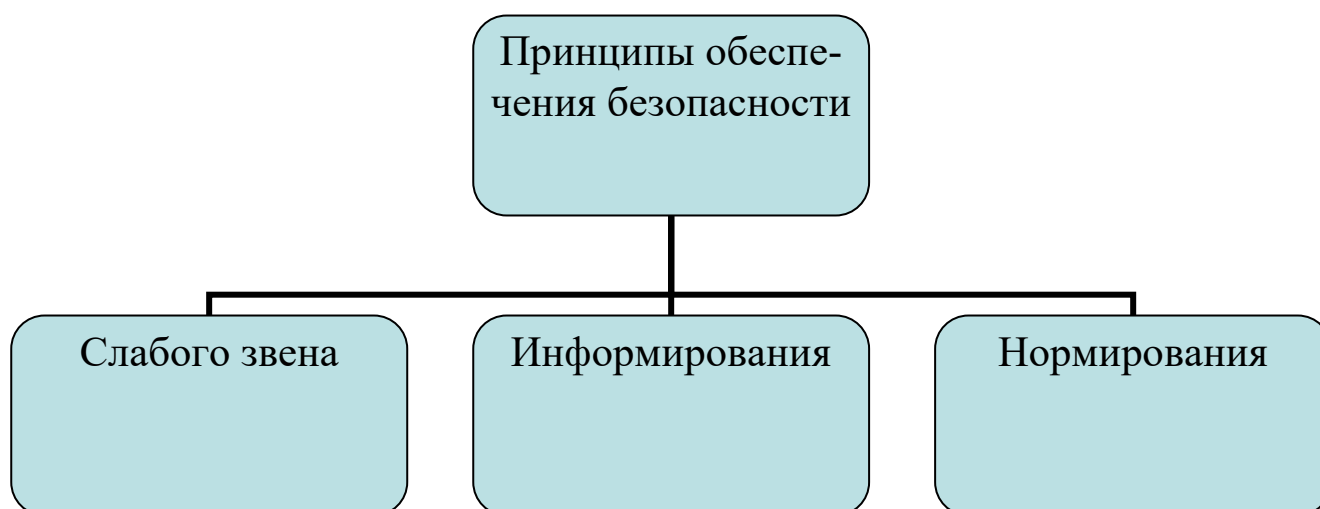 Принципы обеспе-
чения безопасности
Слабого звена
Информирования
Нормирования